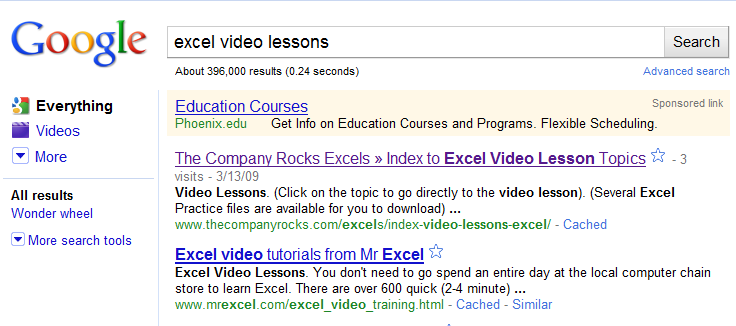 Google
excel video lessons
Search
About 396,000 results (0.24 seconds)
Advanced search
Everything
Videos
More
All results
Wonder wheel
More search tools
Education Courses
Sponsored link
Phoenix.edu Get Info on Education Courses and Programs. Flexible Scheduling.
The Company Rocks Excels » Index to Excel Video Lesson Topics - 3
visits - 3/13/09
Video Lessons. (Click on the topic to go directly to the video lesson). (Several Excel
Practice files are available for you to download) ...
www.thecompanyrocks.com/excels/index-video-lessons-excel/ - Cached
Excel video tutorials from Mr Excel
Excel Video Lessons. You don't need to go spend an entire day at the local computer chain
store to learn Excel. There are over 600 quick (2-4 minute) ...
www.mrexcel.com/excel_video_training.html - Cached - Similar